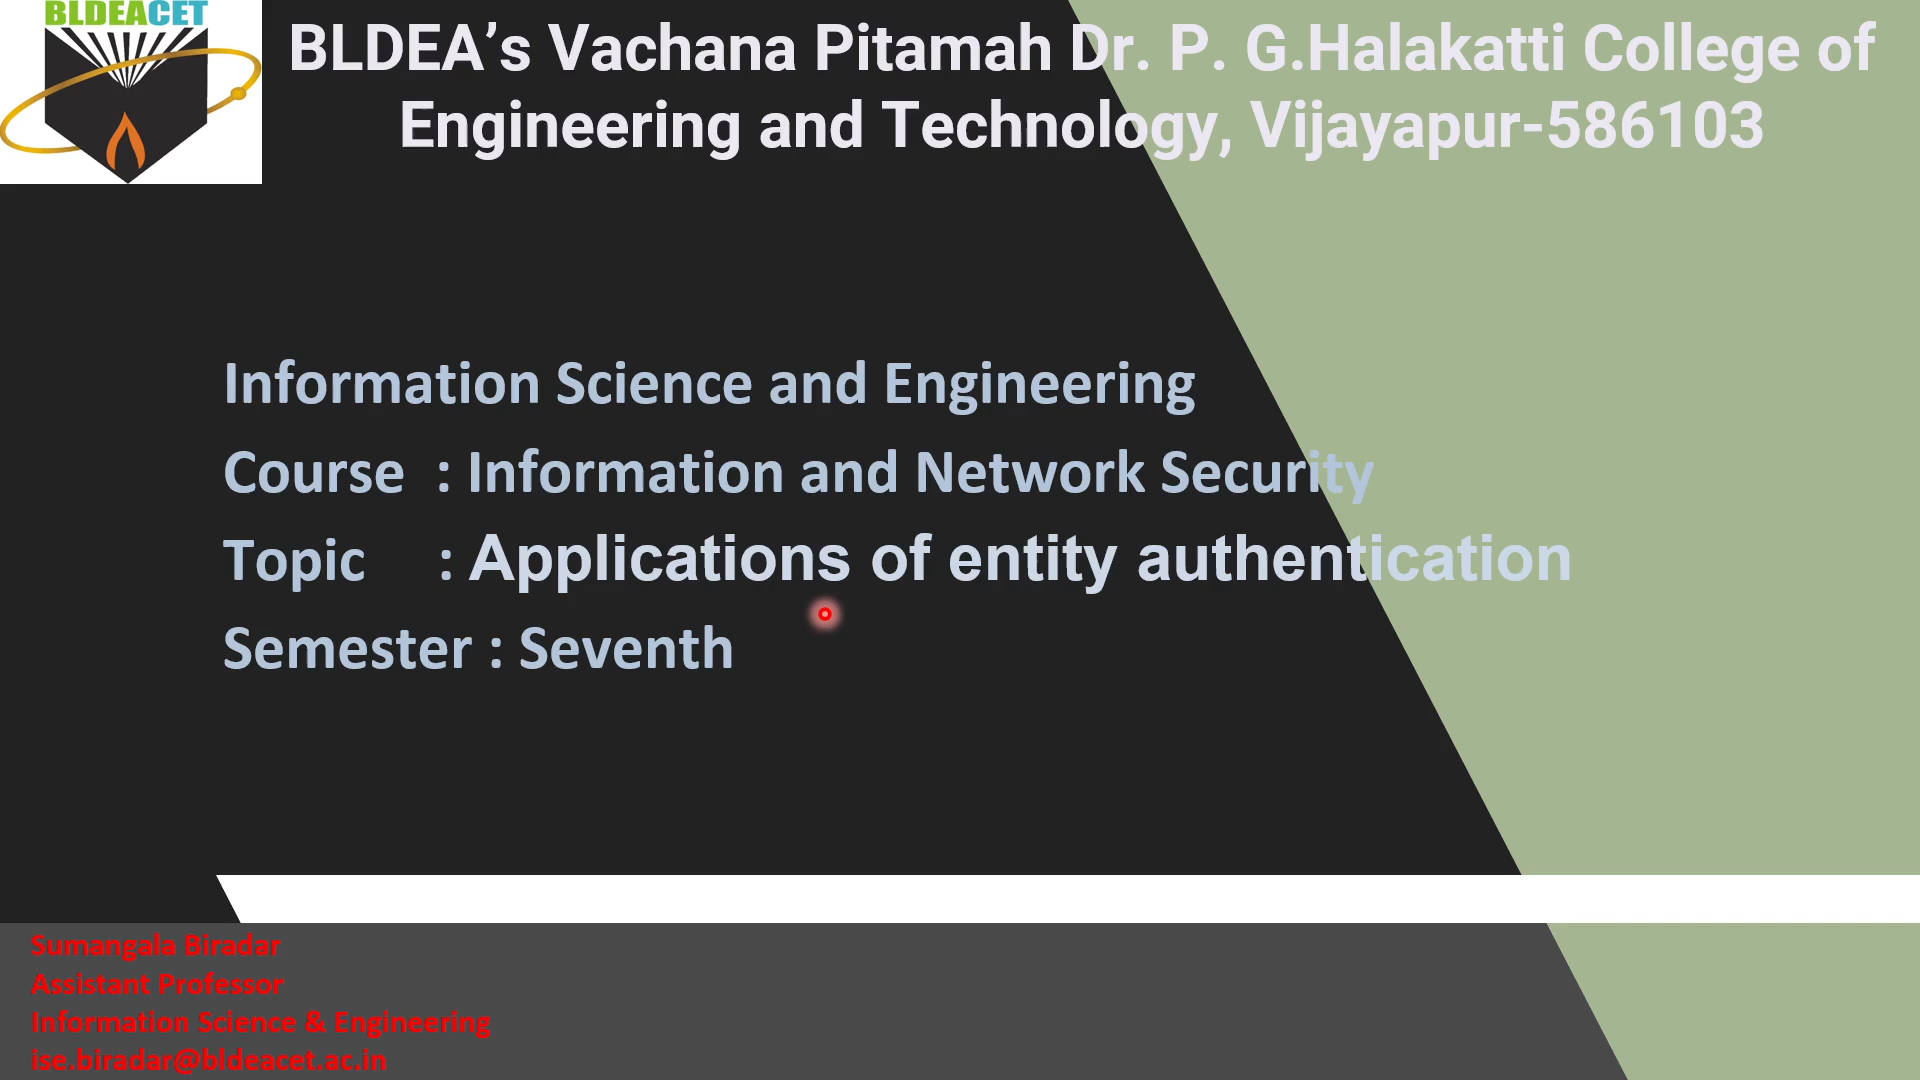 BLDEACET
BLDEA’s Vachana Pitamah Dr. P. G.Halakatti College of
Engineering and Technology, Vijayapur-586103
Information Science and Engineering
Course : Information and Network Security
Topic : Applications of entity authentication
Semester : Seventh
Sumangala Biradar
Assistant Professor
Information Science & Engineering
ise.biradar@bldeacet.ac.in